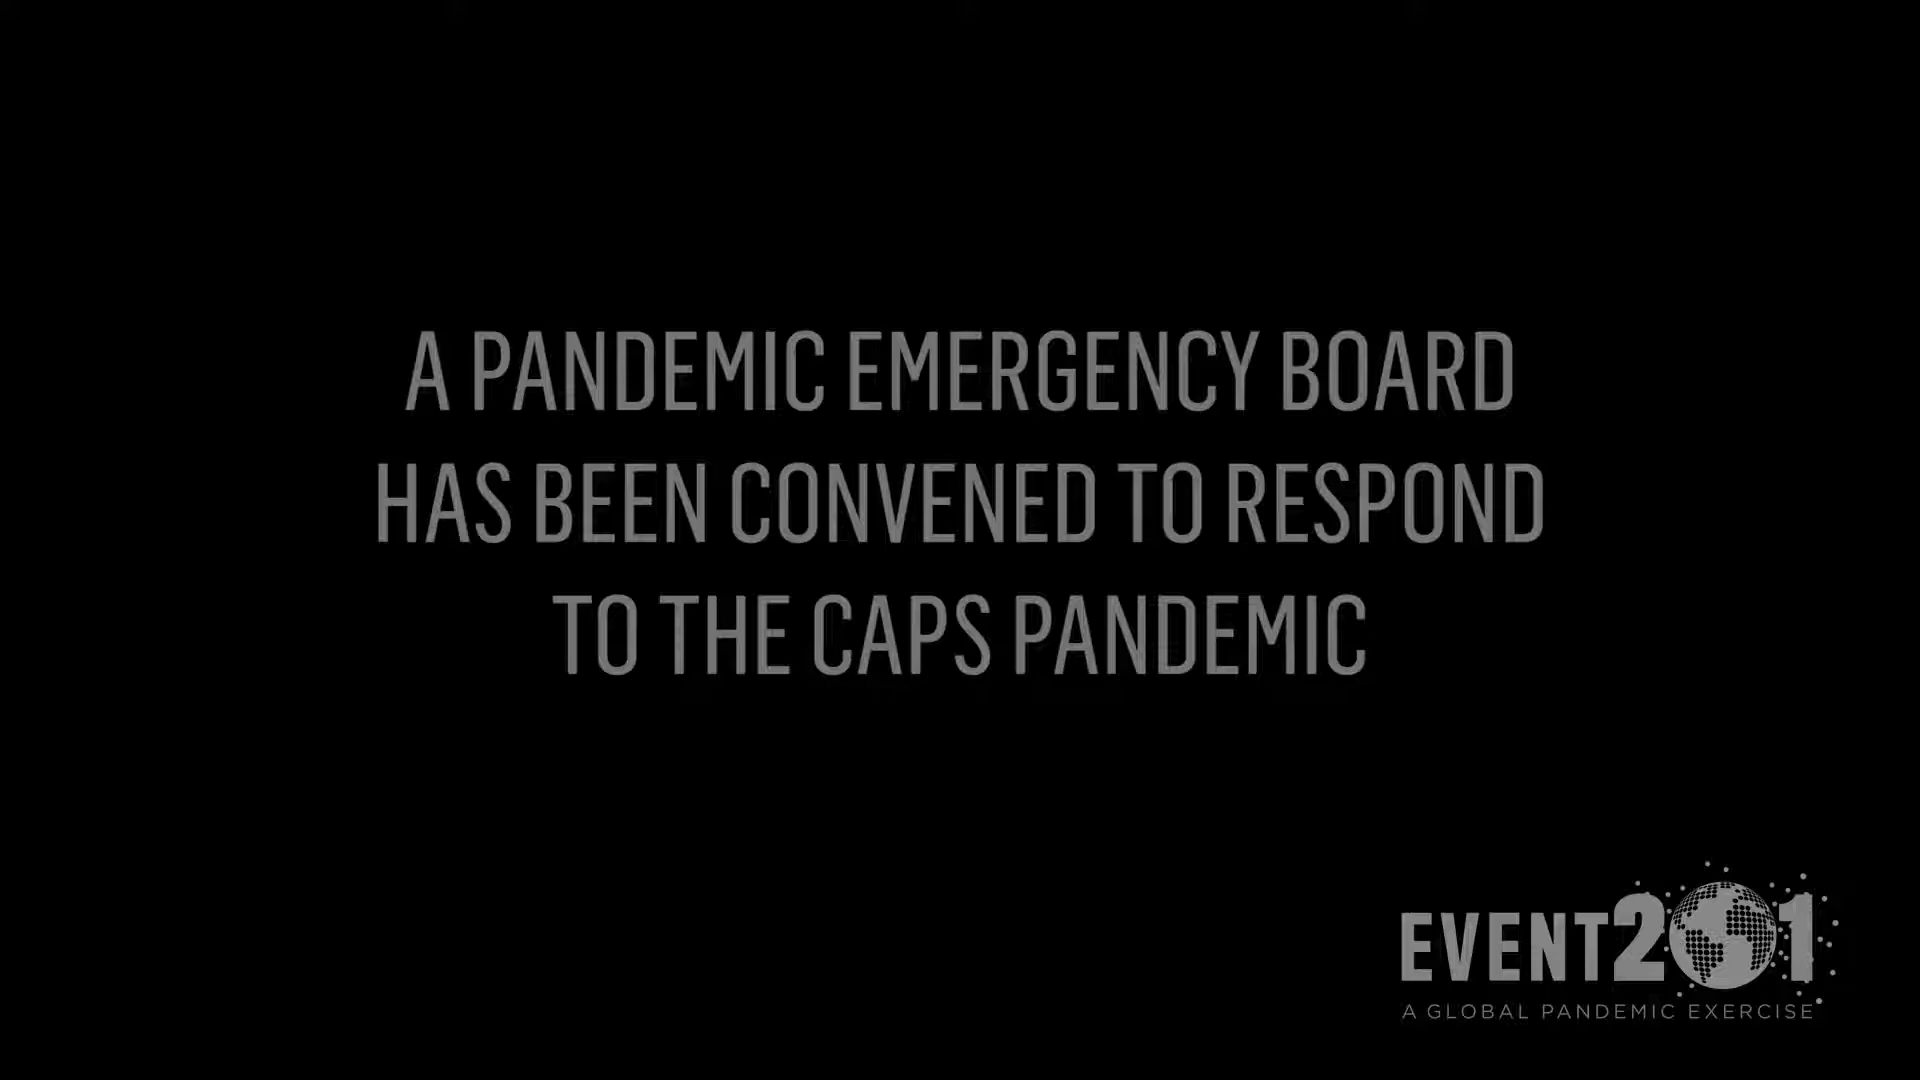 A PANDEMIC EMERGENCY BOARD
HAS BEEN CONVENED TO RESPOND
TO THE CAPS PANDEMIC
EVENT201
A GLOBAL PANDEMIC EXERCISE